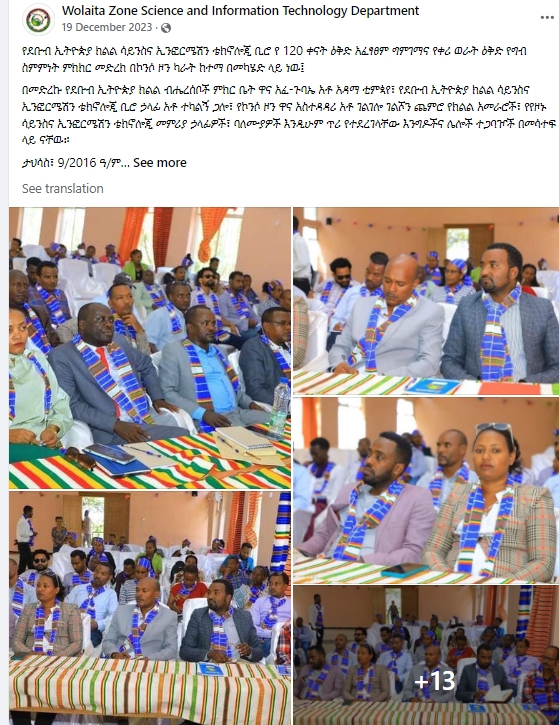 Wolaita Zone Science and Information Technology Department
19 December 2023 ·
የደቡብ ኢትዮጵያ ክልል ሳይንስና ኢንፎርሜሽን ቴክኖሎጂ ቢሮ የ 120 ቀናት ዕቅድ አፈፃፀም ግምገማና የቀሪ ወራት ዕቅድ የግብ
ስምምነት ምክክር መድረክ በኮንሶ ዞን ካራት ከተማ በመካሄድ ላይ ነው፤
በመድረኩ የደቡብ ኢትዮጵያ ክልል ብሔረሰቦች ምክር ቤት ዋና አፈ-ጉባኤ አቶ አዳማ ቲምጳየ፣ የደቡብ ኢትዮጵያ ክልል ሳይንስና
ኢንፎርሜሽን ቴክኖሎጂ ቢሮ ኃላፊ አቶ ተካልኝ ጋሎ፣ የኮንሶ ዞን ዋና አስተዳዳሪ አቶ ገልገሎ ገልሾን ጨምሮ የክልል አመራሮች፣ የየዞኑ
ሳይንስና ኢንፎርሜሽን ቴክኖሎጂ መምሪያ ኃላፊዎች፣ ባለሙያዎች እንዲሁም ጥሪ የተደረገላቸው እንግዶችና ሌሎች ተጋባዦች በመሳተፍ
ላይ ናቸው።
ታህሳስ፣ 9/2016 ዓ/ም... See more
See translation
+13